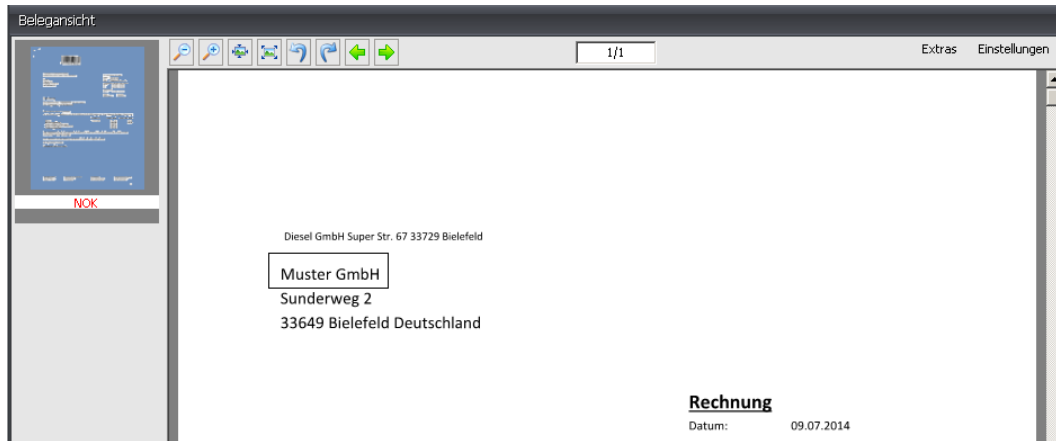 Belegansicht
1/1
Extras Einstellungen
NOK
Diesel GmbH Super Str. 67 33729 Bielefeld
Muster GmbH
Sunderweg 2
33649 Bielefeld Deutschland
Rechnung
Datum: 09.07.2014